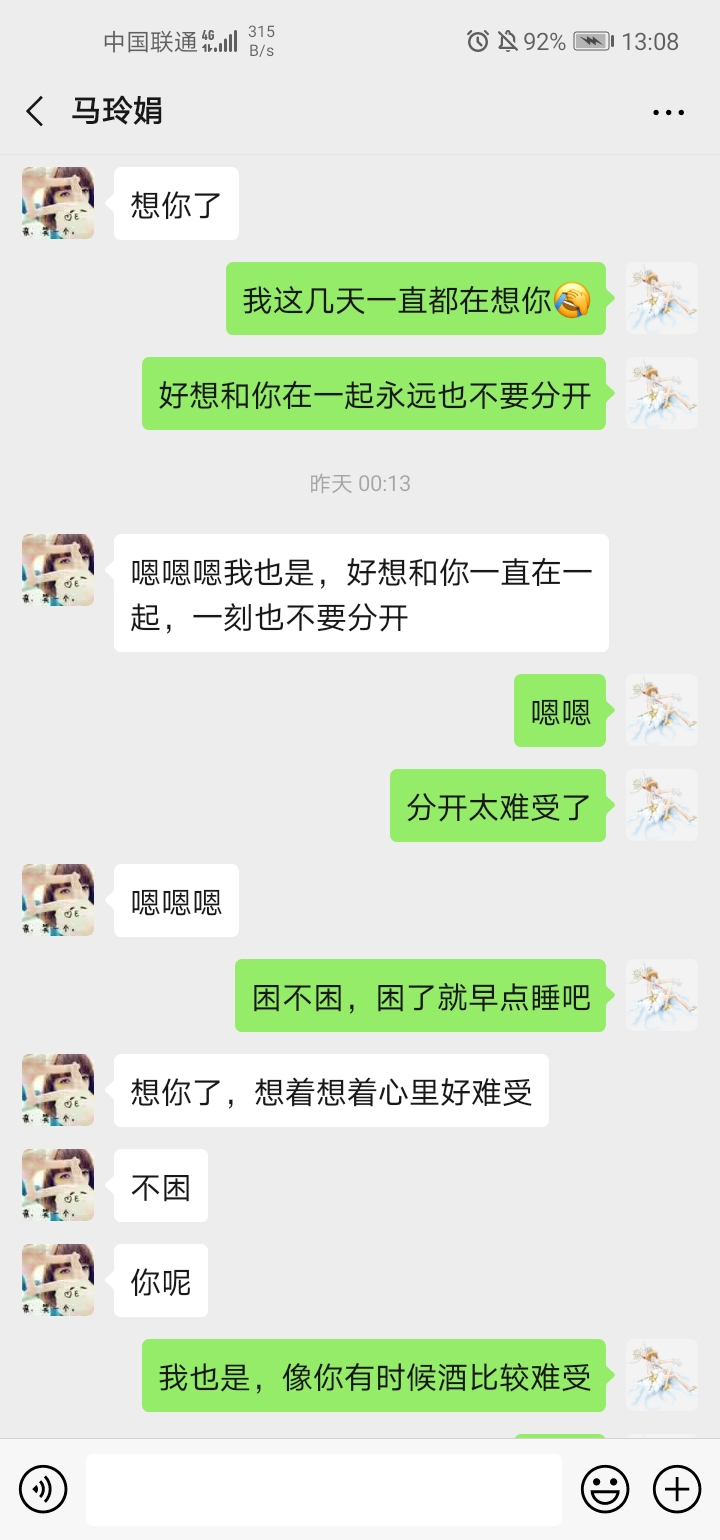 中国联通 4G 315 B/s 92% 13:08
马玲娟
想你了
我这几天一直都在想你
好想和你在一起永远也不要分开
昨天 00:13
嗯嗯嗯我也是，好想和你一直在一
起，一刻也不要分开
嗯嗯
分开太难受了
嗯嗯嗯
困不困，困了就早点睡吧
想你了，想着想着心里好难受
不困
你呢
我也是，像你有时候酒比较难受